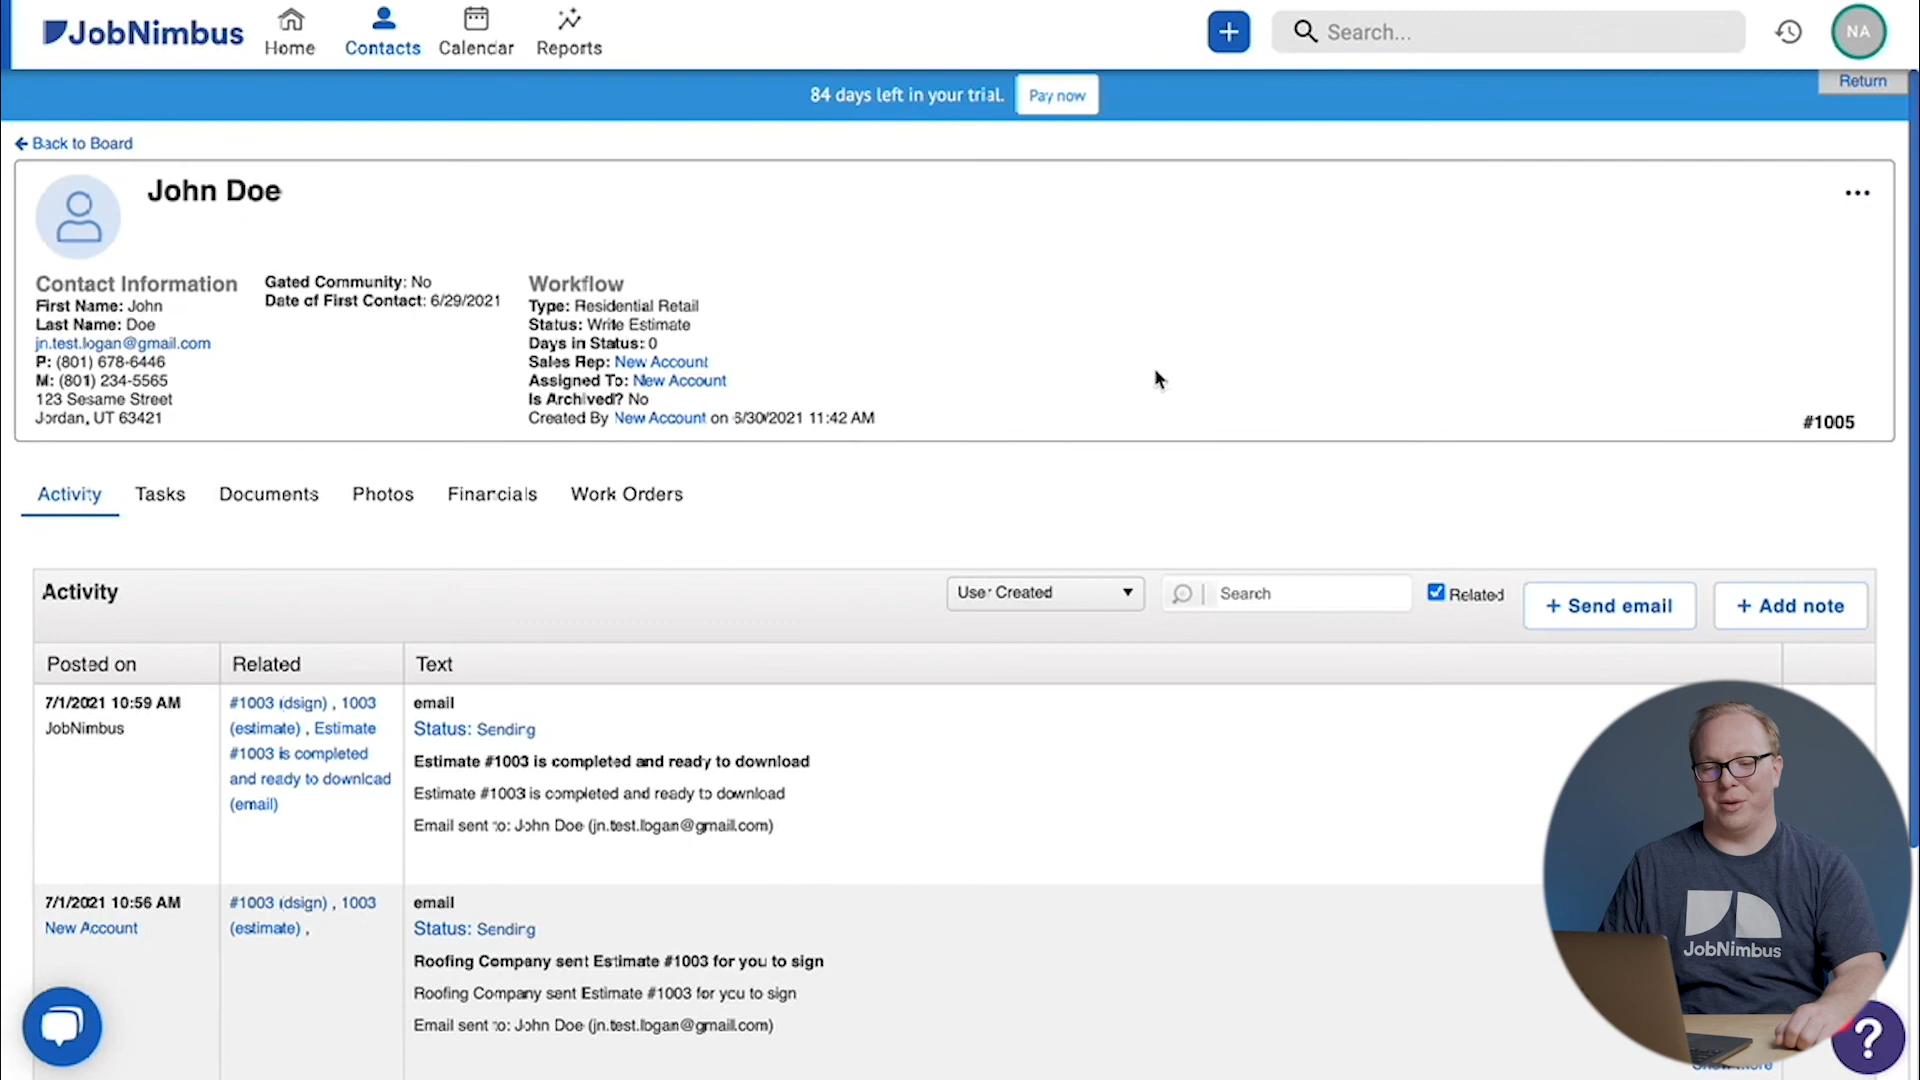 JobNimbus
Home
Contacts
Calendar
Reports
+
Search...
NA
84 days left in your trial.
Pay now
Return
Back to Board
John Doe
...
Contact Information
First Name: John
Last Name: Doe
jn.test.logan@gmail.com
P: (801) 678-6446
M: (801) 234-5565
123 Sesame Street
Jordan, UT 63421
Gated Community: No
Date of First Contact: 6/29/2021
Workflow
Type: Residential Retail
Status: Write Estimate
Days in Status: 0
Sales Rep: New Account
Assigned To: New Account
Is Archived? No
Created By New Account on 6/30/2021 11:42 AM
#1005
Activity
Tasks
Documents
Photos
Financials
Work Orders
Activity
User Created
Search
Related
+ Send email
+ Add note
Posted on
Related
Text
7/1/2021 10:59 AM
JobNimbus
#1003 (dsign) , 1003
(estimate) , Estimate
#1003 is completed
and ready to download
(email)
email
Status: Sending
Estimate #1003 is completed and ready to download
Estimate #1003 is completed and ready to download
Email sent to: John Doe (jn.test.logan@gmail.com)
7/1/2021 10:56 AM
New Account
#1003 (dsign) , 1003
(estimate) ,
email
Status: Sending
Roofing Company sent Estimate #1003 for you to sign
Roofing Company sent Estimate #1003 for you to sign
Email sent to: John Doe (jn.test.logan@gmail.com)
JobNimbus
?